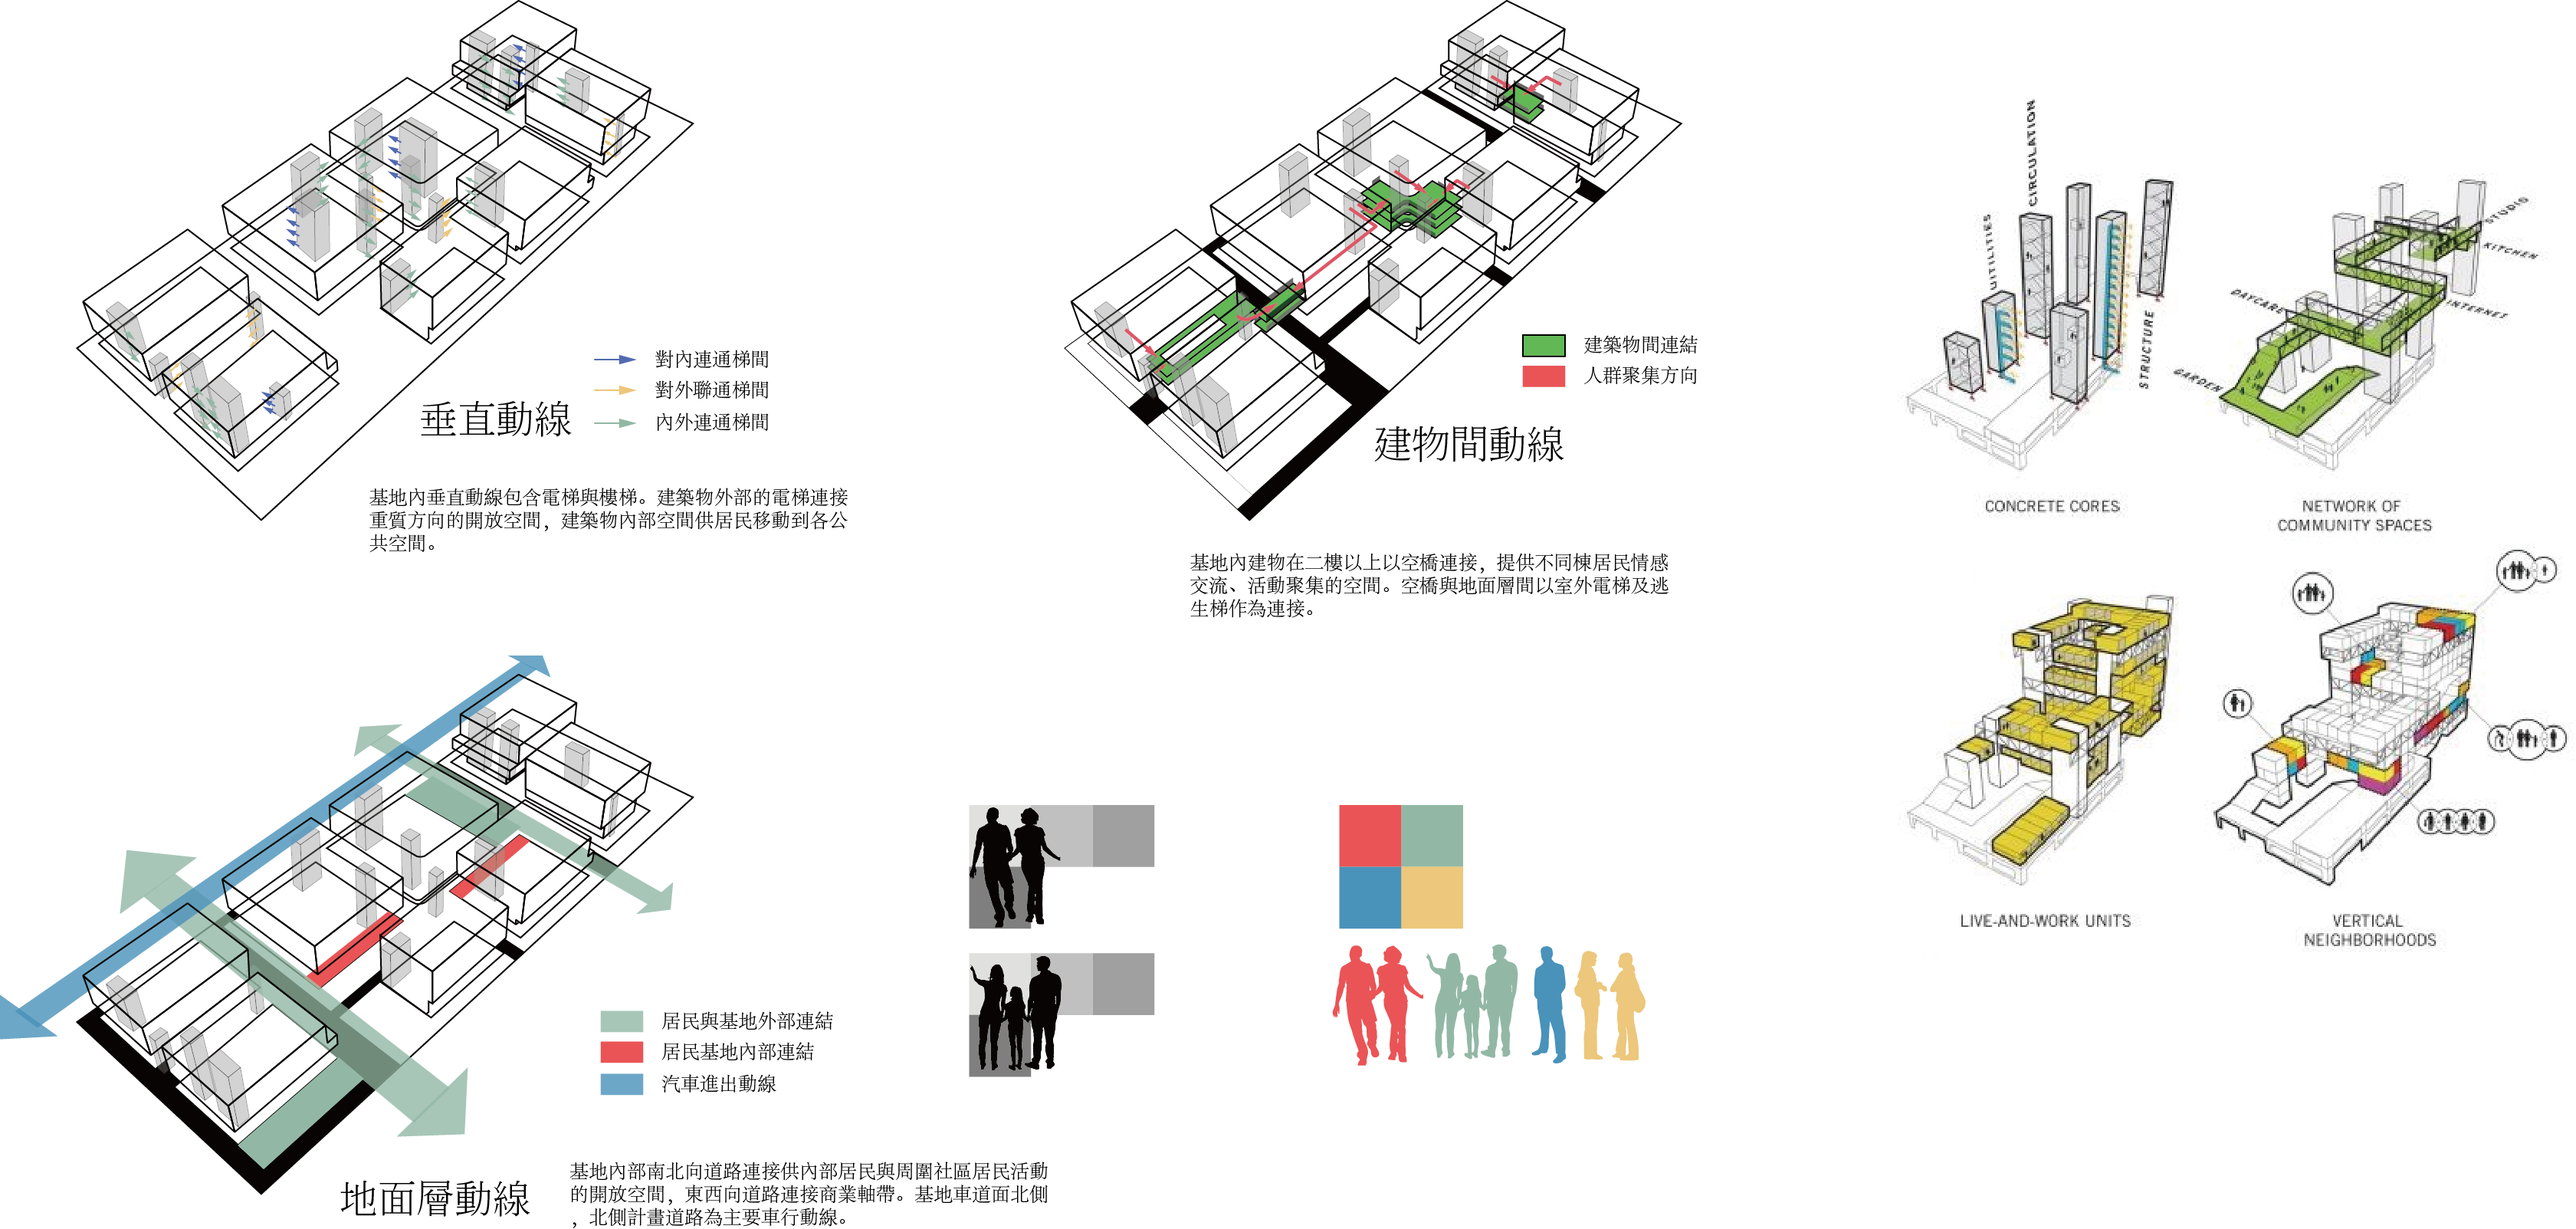 對內連通梯間
對外聯通梯間
內外連通梯間
垂直動線
基地內垂直動線包含電梯與樓梯。建築物外部的電梯連接
重質方向的開放空間，建築物內部空間供居民移動到各公
共空間。
建築物間連結
人群聚集方向
建物間動線
基地內建物在二樓以上以空橋連接，提供不同棟居民情感
交流、活動聚集的空間。空橋與地面層間以室外電梯及逃
生梯作為連接。
UITILITIES
CIRCULATION
STRUCTURE
CONCRETE CORES
STUDIO
KITCHEN
INTERNET
DAYCARE
GARDEN
NETWORK OF
COMMUNITY SPACES
LIVE-AND-WORK UNITS
VERTICAL
NEIGHBORHOODS
居民與基地外部連結
居民基地內部連結
汽車進出動線
地面層動線
基地內部南北向道路連接供內部居民與周圍社區居民活動
的開放空間，東西向道路連接商業軸帶。基地車道面北側
，北側計畫道路為主要車行動線。